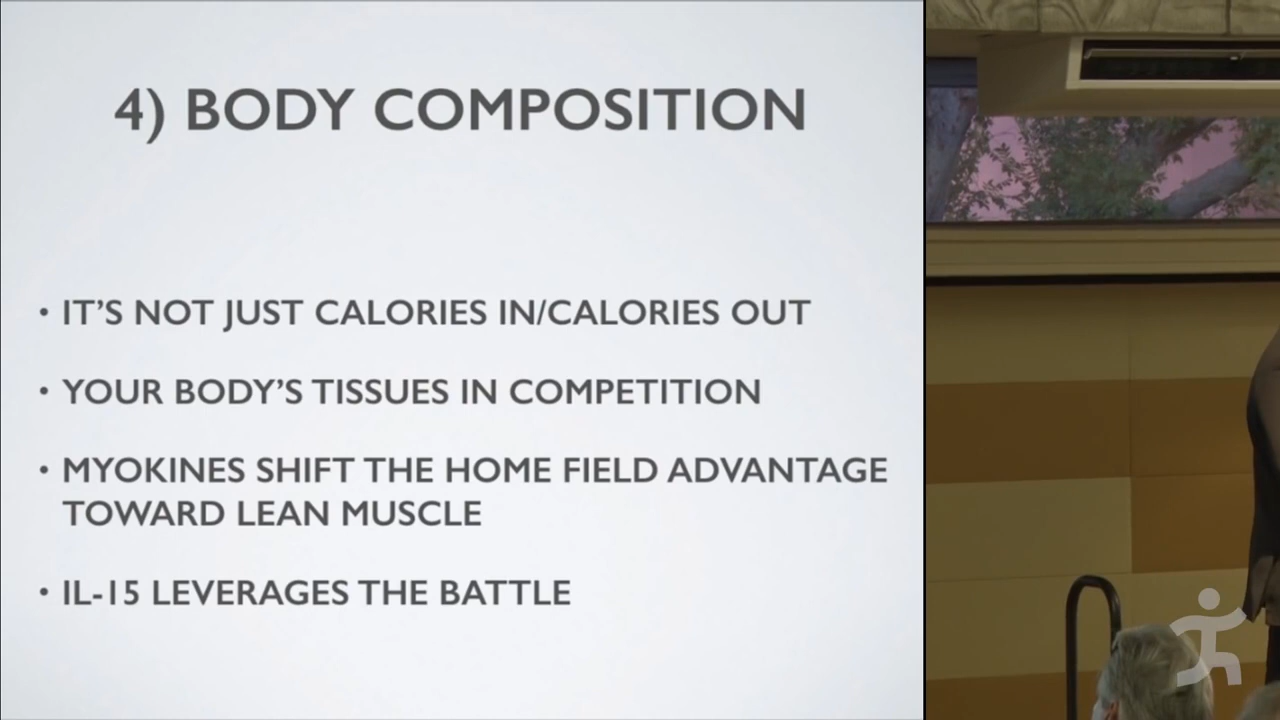 4) BODY COMPOSITION
• IT'S NOT JUST CALORIES IN/CALORIES OUT
• YOUR BODY'S TISSUES IN COMPETITION
• MYOKINES SHIFT THE HOME FIELD ADVANTAGE
TOWARD LEAN MUSCLE
• IL-15 LEVERAGES THE BATTLE